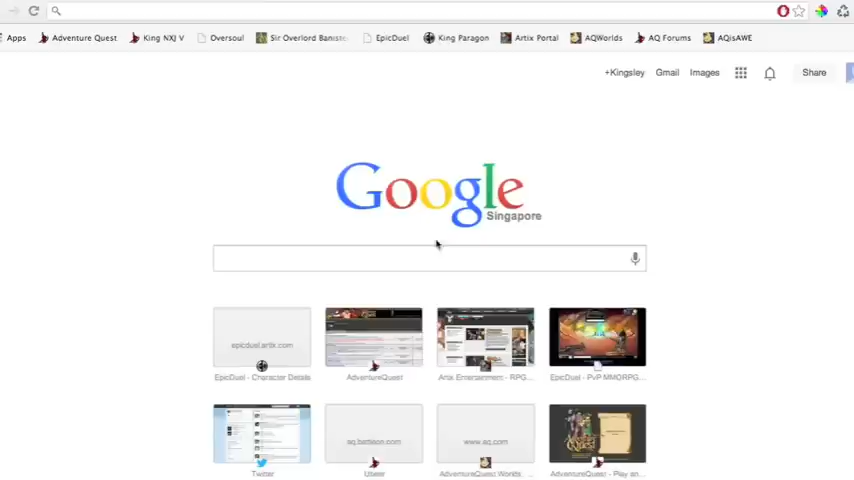 Apps Adventure Quest King NXJ V Oversoul Sir Overlord Baniste EpicDuel King Paragon Artix Portal AQWorlds AQ Forums AQisAWE
+Kingsley Gmail Images Share
Google
Singapore
epicduel.artix.com
EpicDuel - Character Details AdventureQuest Artix Entertainment - RPG... EpicDuel - PvP MMORPG...
aq.battleon.com www.aq.com
Twitter AdventureQuest Worlds... AdventureQuest - Play an...